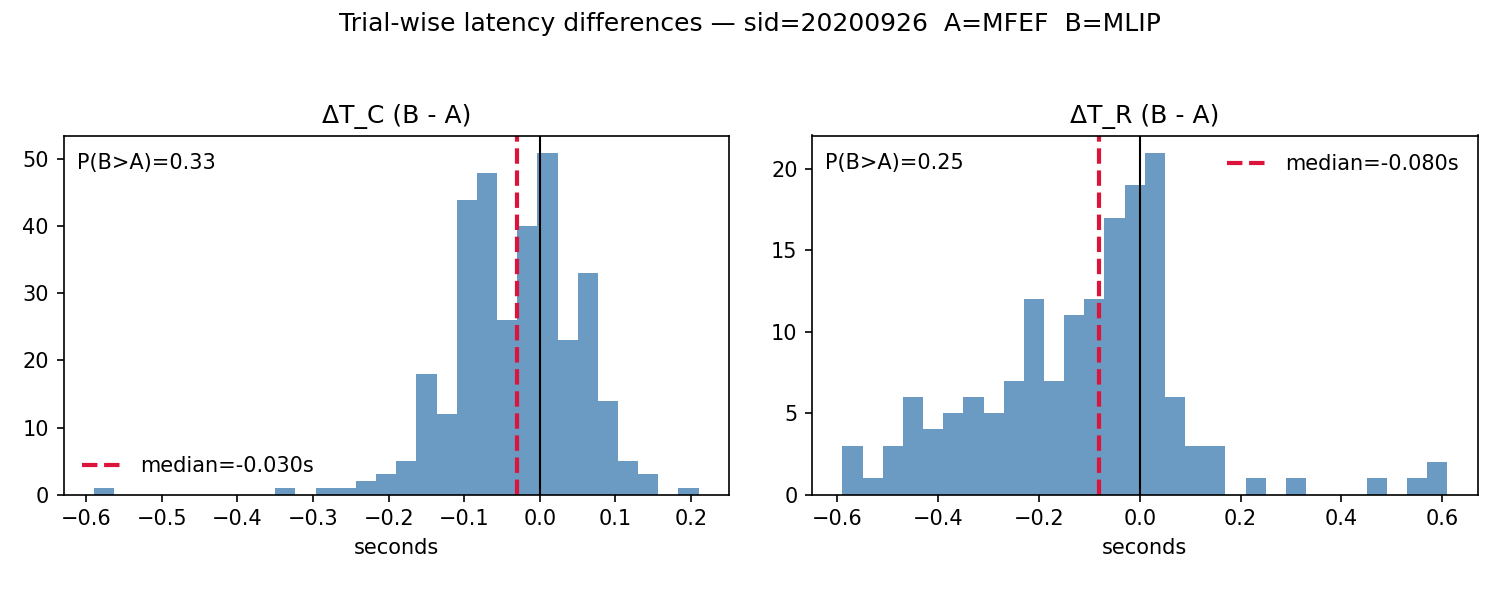 Trial-wise latency differences — sid=20200926  A=MFEF  B=MLIP
ΔT_C (B - A)
P(B>A)=0.33
50
40
30
20
10
0
median=-0.030s
−0.6 −0.5 −0.4 −0.3 −0.2 −0.1 0.0 0.1 0.2
seconds
ΔT_R (B - A)
P(B>A)=0.25
median=-0.080s
20
15
10
5
0
−0.6 −0.4 −0.2 0.0 0.2 0.4 0.6
seconds